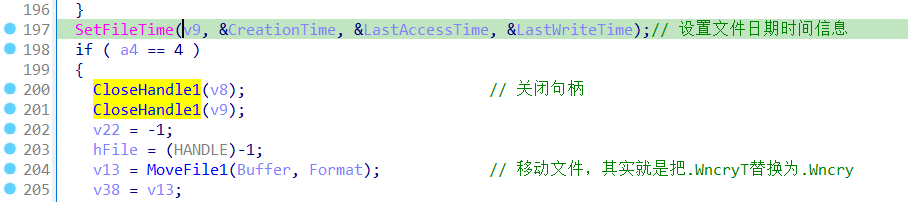 196 }
197 SetFileTime(v9, &CreationTime, &LastAccessTime, &LastWriteTime);// 设置文件日期时间信息
198 if ( a4 == 4 )
199 {
200 CloseHandle1(v8); // 关闭句柄
201 CloseHandle1(v9);
202 v22 = -1;
203 hFile = (HANDLE)-1;
204 v13 = MoveFile1(Buffer, Format); // 移动文件，其实就是把.WncryT替换为.Wncry
205 v38 = v13;